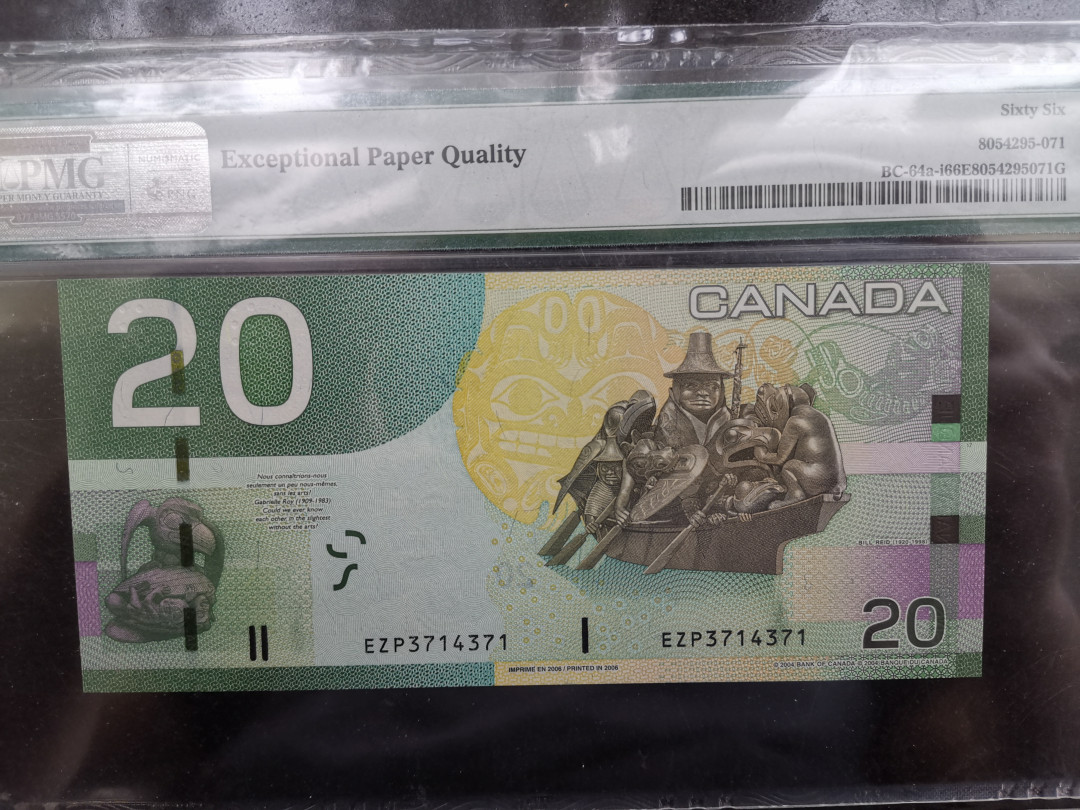 Sixty Six
8054295-071
BC-64a-i66E8054295071G
PMG
PAPER MONEY GUARANTY
Exceptional Paper Quality
20
CANADA
Nous connaîtrions-nous
seulement un peu nous-mêmes,
sans les arts?
Gabrielle Roy (1909-1983)
Could we ever know
each other in the slightest
without the arts?
BILL REID (1920-1998)
EZP3714371
EZP3714371
20
IMPRIMÉ EN 2006 / PRINTED IN 2006
© 2004 BANK OF CANADA © 2004 BANQUE DU CANADA